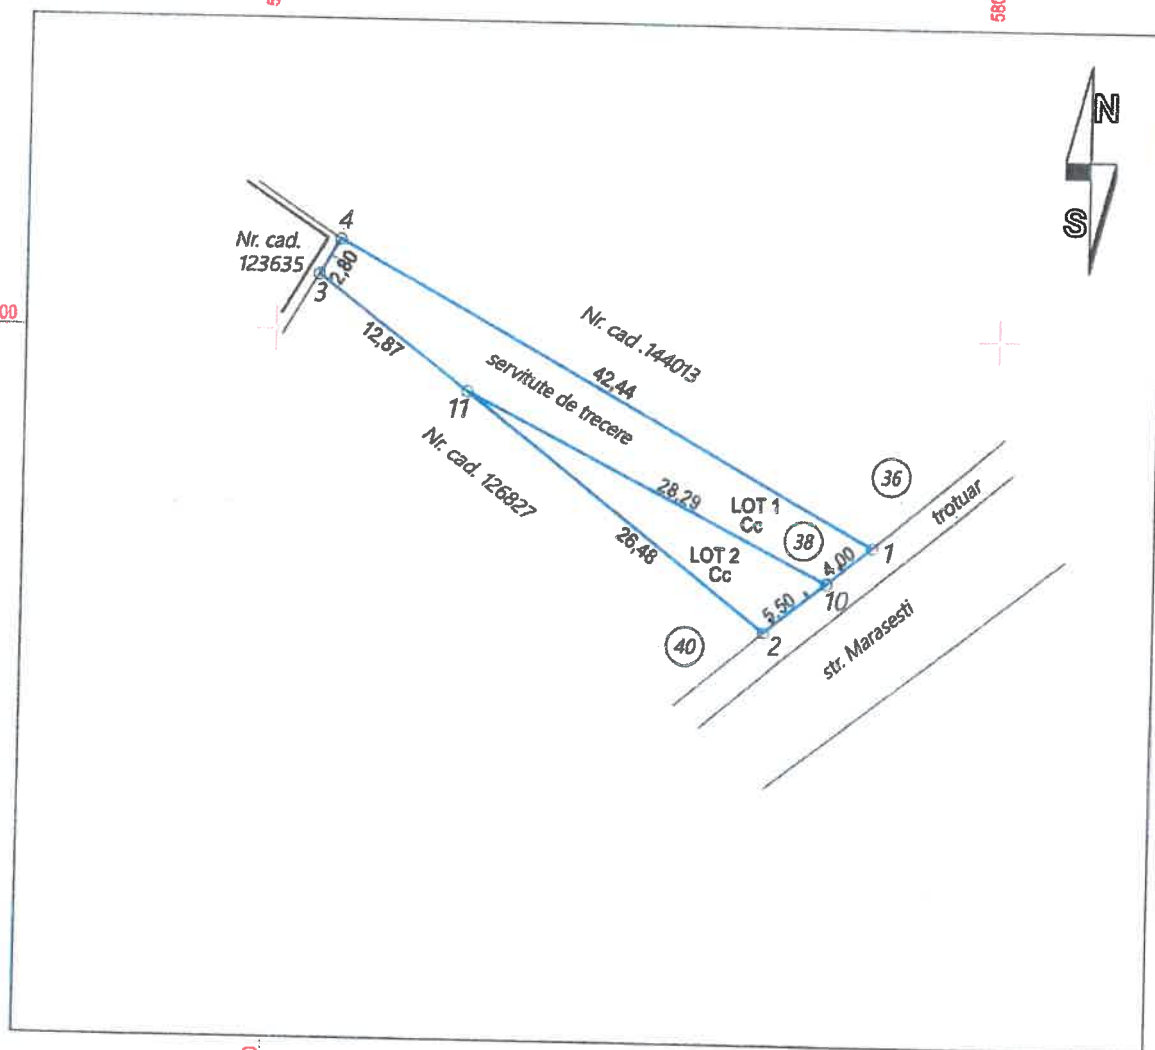 580
N
S
4
Nr. cad.
123635
2,80
3
00
12,87
Nr. cad .144013
servitute de trecere
42,44
11
Nr. cad. 126827
28,29
26,48
LOT 1
Cc
36
trotuar
38
LOT 2
Cc
4,00
1
10
5,50
2
40
str. Marasesti